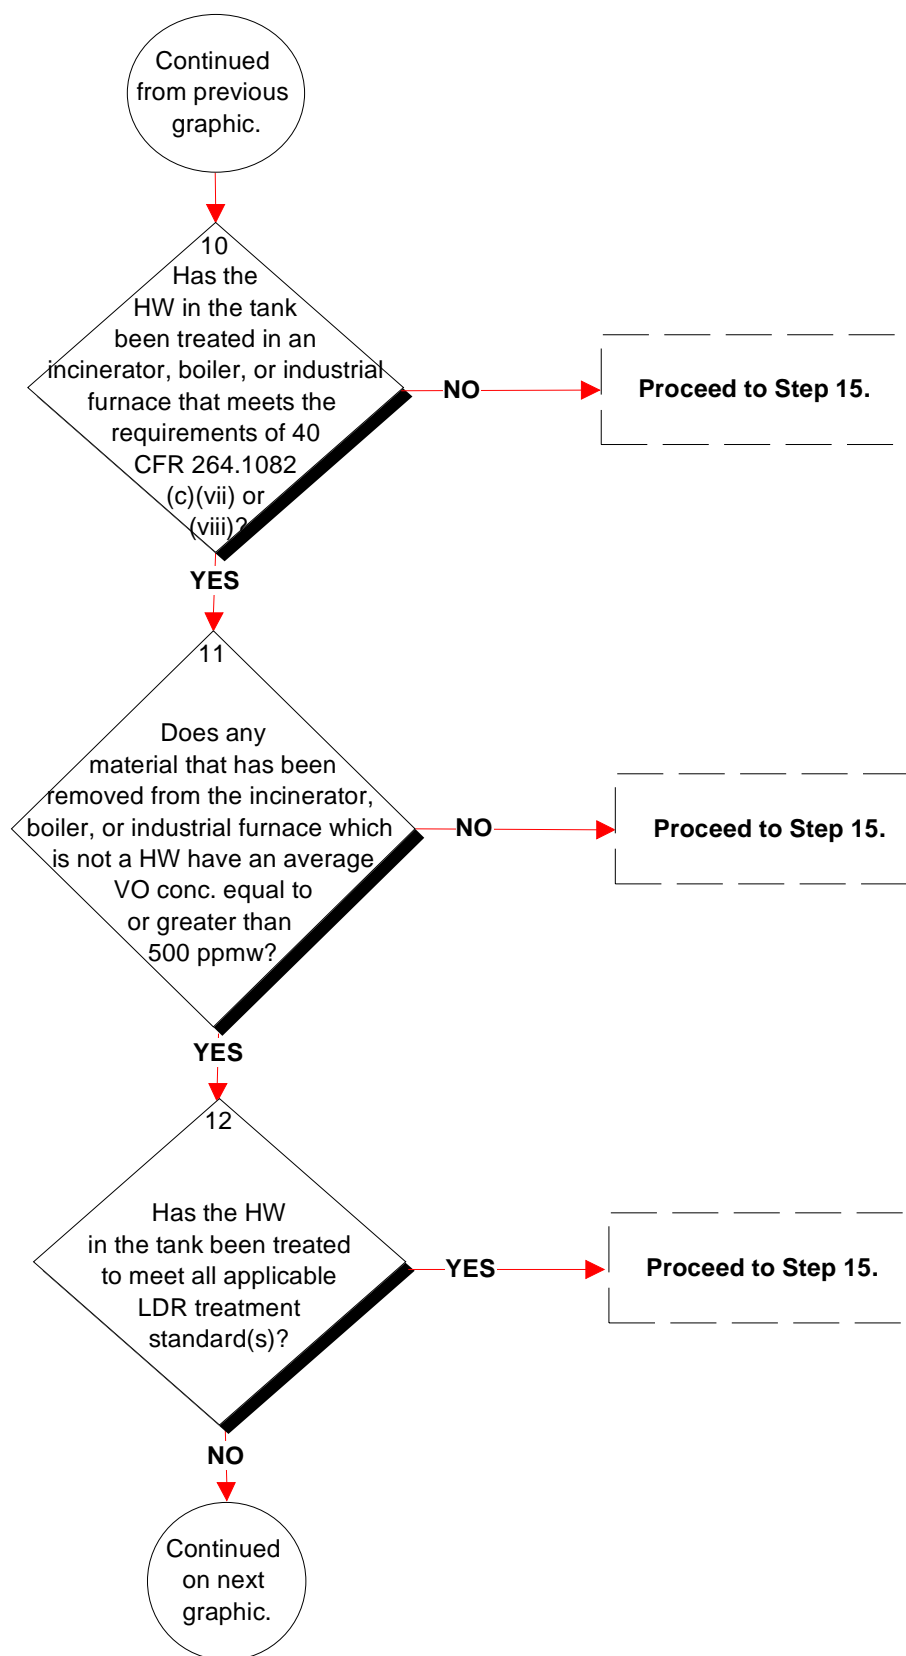 Continued
from previous
graphic.
10
Has the
HW in the tank
been treated in an
incinerator, boiler, or industrial
furnace that meets the
requirements of 40
CFR 264.1082
(c)(vii) or
(viii)?
NO
Proceed to Step 15.
YES
11
Does any
material that has been
removed from the incinerator,
boiler, or industrial furnace which
is not a HW have an average
VO conc. equal to
or greater than
500 ppmw?
NO
Proceed to Step 15.
YES
12
Has the HW
in the tank been treated
to meet all applicable
LDR treatment
standard(s)?
YES
Proceed to Step 15.
NO
Continued
on next
graphic.